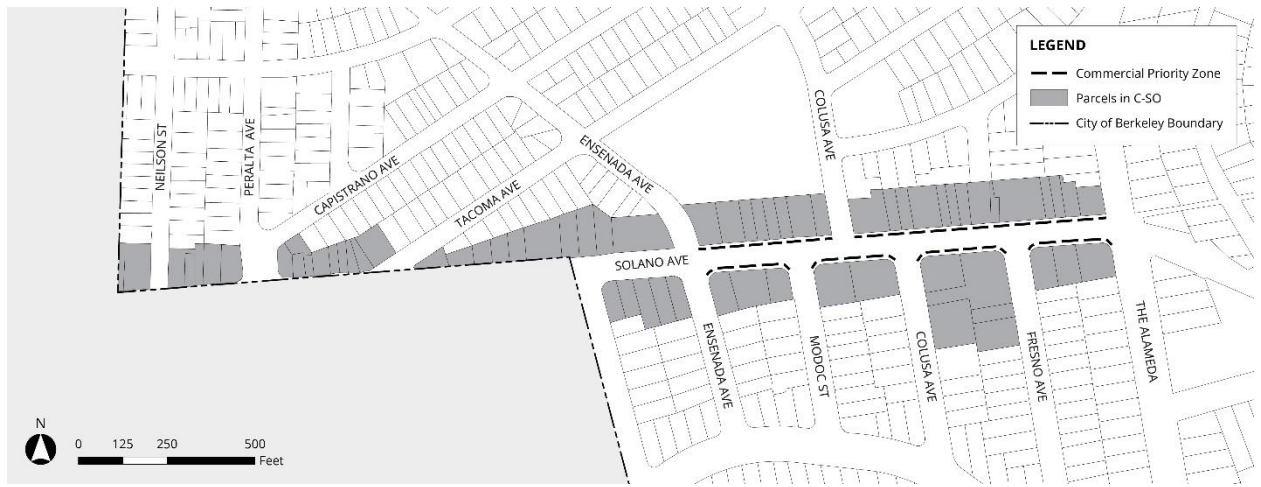 LEGEND
Commercial Priority Zone
Parcels in C-SO
City of Berkeley Boundary
NEILSON ST
PERALTA AVE
CAPISTRANO AVE
TACOMA AVE
ENSENADA AVE
COLUSA AVE
SOLANO AVE
ENSENADA AVE
MODOC ST
COLUSA AVE
FRESNO AVE
THE ALAMEDA
N
0 125 250 500
Feet